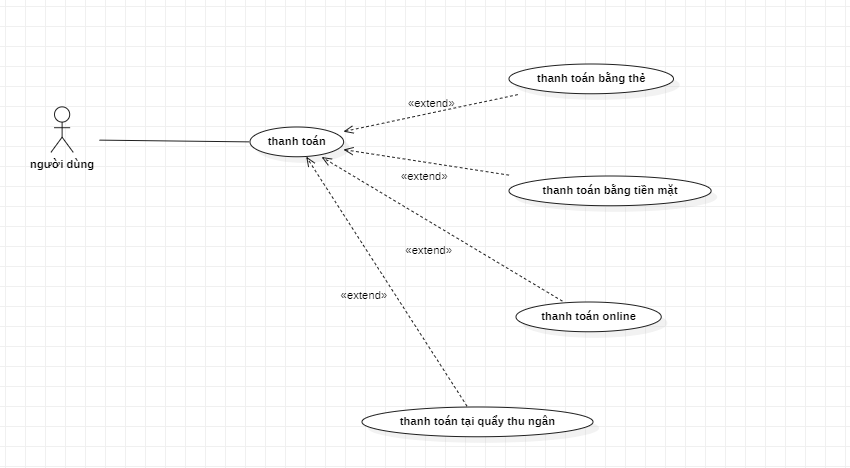 thanh toán bằng thẻ
«extend»
thanh toán
người dùng
«extend»
thanh toán bằng tiền mặt
«extend»
«extend»
thanh toán online
thanh toán tại quầy thu ngân